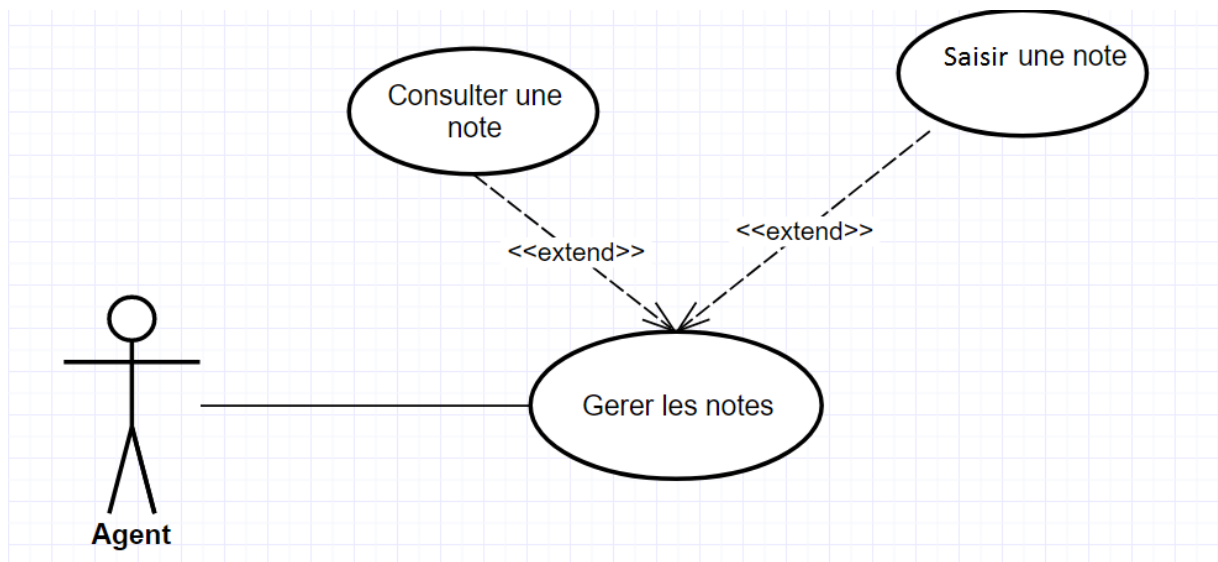 Consulter une
note
Saisir une note
<<extend>>
<<extend>>
Gerer les notes
Agent